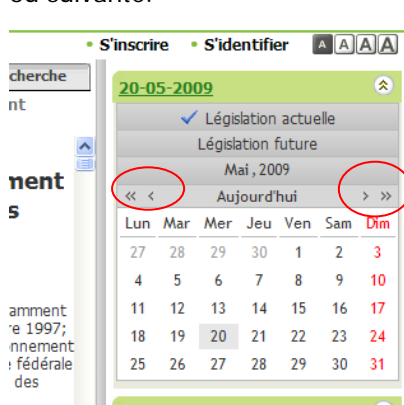 ou suivante.
• S'inscrire • S'identifier A A A A
cherche
nt
20-05-2009
Législation actuelle
Législation future
Mai , 2009
« ‹ Aujourd'hui › »
Lun Mar Mer Jeu Ven Sam Dim
27 28 29 30 1 2 3
4 5 6 7 8 9 10
11 12 13 14 15 16 17
18 19 20 21 22 23 24
25 26 27 28 29 30 31
ment
s
amment
re 1997;
onnement
fédérale
des